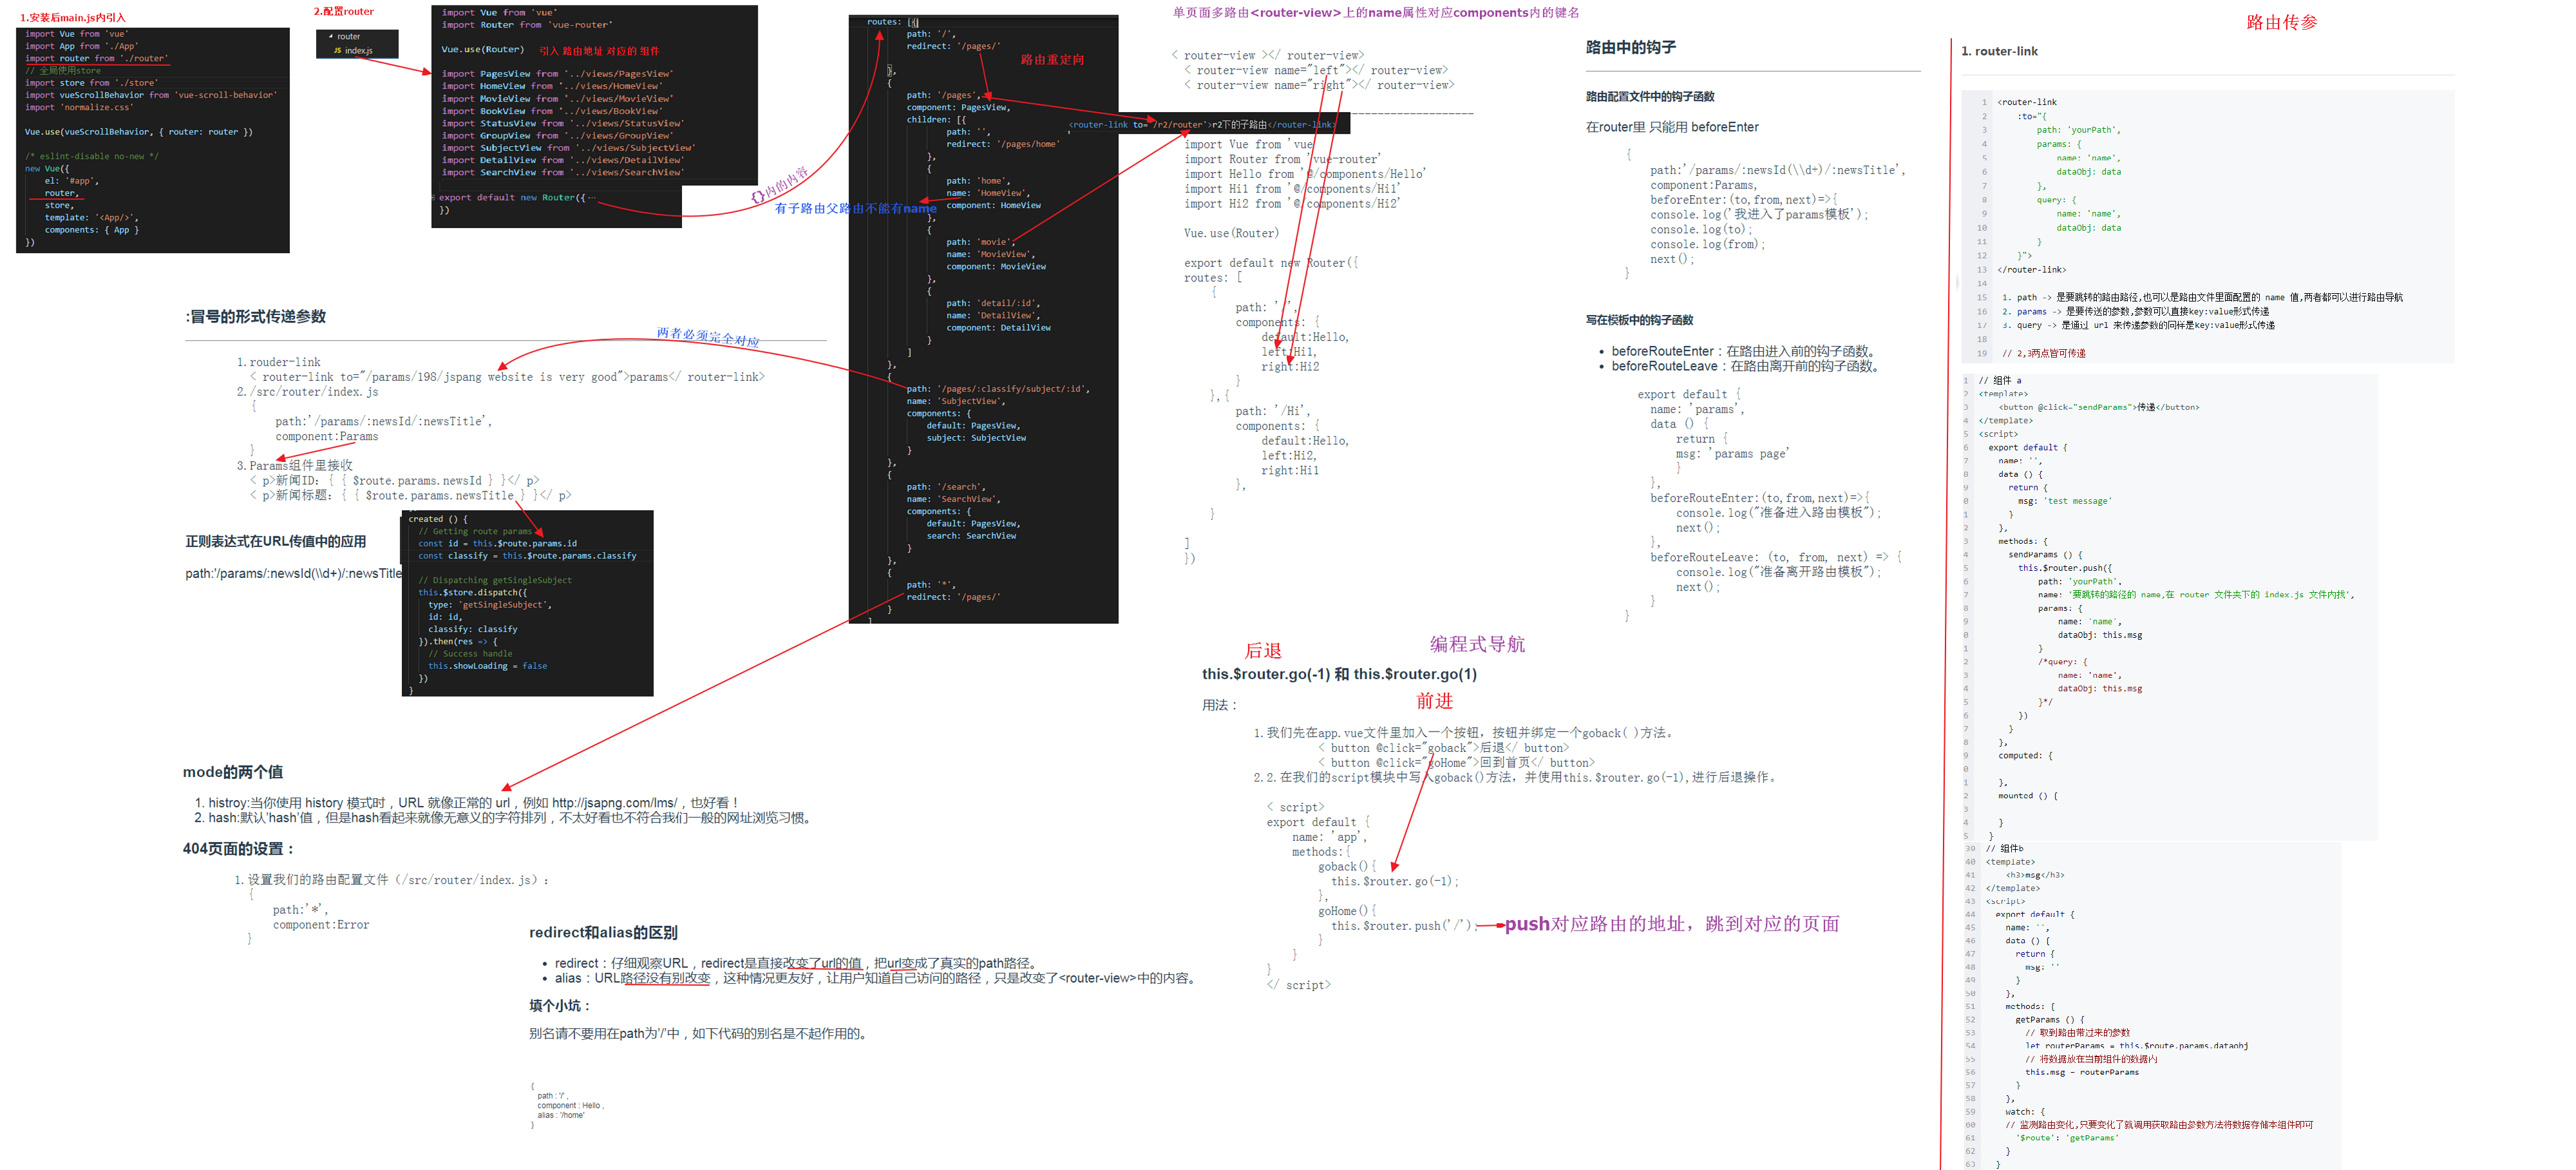 1.安装后main.js内引入
import Vue from 'vue'
import App from './App'
import router from './router'
// 全局使用store
import store from './store'
import vueScrollBehavior from 'vue-scroll-behavior'
import 'normalize.css'
Vue.use(vueScrollBehavior, { router: router })
/* eslint-disable no-new */
new Vue({
el: '#app',
router,
store,
template: '<App/>',
components: { App }
})
2.配置router
router
JS index.js
import Vue from 'vue'
import Router from 'vue-router'
Vue.use(Router)
引入 路由地址 对应的 组件
import PagesView from '../views/PagesView'
import HomeView from '../views/HomeView'
import MovieView from '../views/MovieView'
import BookView from '../views/BookView'
import StatusView from '../views/StatusView'
import GroupView from '../views/GroupView'
import SubjectView from '../views/SubjectView'
import DetailView from '../views/DetailView'
import SearchView from '../views/SearchView'
export default new Router({…
})
{}内的内容
有子路由父路由不能有name
routes: [{
path: '/',
redirect: '/pages/'
},
路由重定向
{
path: '/pages',
component: PagesView,
children: [{
path: '',
redirect: '/pages/home'
},
{
path: 'home',
name: 'HomeView',
component: HomeView
},
{
path: 'movie',
name: 'MovieView',
component: MovieView
},
{
path: 'detail/:id',
name: 'DetailView',
component: DetailView
}
]
},
{
path: '/pages/:classify/subject/:id',
name: 'SubjectView',
components: {
default: PagesView,
subject: SubjectView
}
},
{
path: '/search',
name: 'SearchView',
components: {
default: PagesView,
search: SearchView
}
},
{
path: '*',
redirect: '/pages/'
}
]
<router-link to='/r2/router'>r2下的子路由</router-link>
:冒号的形式传递参数
两者必须完全对应
1.rouder-link
< router-link to="/params/198/jspang website is very good">params</ router-link>
2./src/router/index.js
{
path:'/params/:newsId/:newsTitle',
component:Params
}
3.Params组件里接收
< p>新闻ID: { { $route.params.newsId } }</ p>
< p>新闻标题: { { $route.params.newsTitle } }</ p>
正则表达式在URL传值中的应用
path:'/params/:newsId(\\d+)/:newsTitle
created () {
// Getting route params
const id = this.$route.params.id
const classify = this.$route.params.classify
// Dispatching getSingleSubject
this.$store.dispatch({
type: 'getSingleSubject',
id: id,
classify: classify
}).then(res => {
// Success handle
this.showLoading = false
})
}
mode的两个值
1. histroy:当你使用 history 模式时，URL 就像正常的 url，例如 http://jsapng.com/lms/，也好看！
2. hash:默认'hash'值，但是hash看起来就像无意义的字符排列，不太好看也不符合我们一般的网址浏览习惯。
404页面的设置：
1.设置我们的路由配置文件（/src/router/index.js）:
{
path:'*',
component:Error
}
redirect和alias的区别
• redirect：仔细观察URL，redirect是直接改变了url的值，把url变成了真实的path路径。
• alias：URL路径没有别改变，这种情况更友好，让用户知道自己访问的路径，只是改变了<router-view>中的内容。
填个小坑：
别名请不要用在path为'/'中，如下代码的别名是不起作用的。
{
path : '/' ,
component : Hello ,
alias : '/home'
}
单页面多路由<router-view>上的name属性对应components内的键名
< router-view ></ router-view>
< router-view name="left"></ router-view>
< router-view name="right"></ router-view>
import Vue from 'vue
import Router from 'vue-router'
import Hello from '@/components/Hello'
import Hi1 from '@/components/Hi1'
import Hi2 from '@/components/Hi2'
Vue.use(Router)
export default new Router({
routes: [
{
path: '/',
components: {
default:Hello,
left:Hi1,
right:Hi2
}
},{
path: '/Hi',
components: {
default:Hello,
left:Hi2,
right:Hi1
},
}
]
})
路由中的钩子
路由配置文件中的钩子函数
在router里 只能用 beforeEnter
{
path:'/params/:newsId(\\d+)/:newsTitle',
component:Params,
beforeEnter:(to,from,next)=>{
console.log('我进入了params模板');
console.log(to);
console.log(from);
next();
}
写在模板中的钩子函数
• beforeRouteEnter：在路由进入前的钩子函数。
• beforeRouteLeave：在路由离开前的钩子函数。
export default {
name: 'params',
data () {
return {
msg: 'params page'
}
},
beforeRouteEnter:(to,from,next)=>{
console.log("准备进入路由模板");
next();
},
beforeRouteLeave: (to, from, next) => {
console.log("准备离开路由模板");
next();
}
}
后退
编程式导航
this.$router.go(-1) 和 this.$router.go(1)
前进
用法：
1.我们先在app.vue文件里加入一个按钮，按钮并绑定一个goback( )方法。
< button @click="goback">后退</ button>
< button @click="goHome">回到首页</ button>
2.2.在我们的script模块中写入goback()方法，并使用this.$router.go(-1),进行后退操作。
< script>
export default {
name: 'app',
methods:{
goback(){
this.$router.go(-1);
},
goHome(){
this.$router.push('/');
push对应路由的地址，跳到对应的页面
}
}
}
</ script>
路由传参
1. router-link
1 <router-link
2 :to="{
3 path: 'yourPath',
4 params: {
5 name: 'name',
6 dataObj: data
7 },
8 query: {
9 name: 'name',
10 dataObj: data
11 }
12 }">
13 </router-link>
14
15 1. path -> 是要跳转的路由路径,也可以是路由文件里面配置的 name 值,两者都可以进行路由导航
16 2. params -> 是要传送的参数,参数可以直接key:value形式传递
17 3. query -> 是通过 url 来传递参数的同样是key:value形式传递
18
19 // 2,3两点皆可传递
1 // 组件 a
2 <template>
3 <button @click="sendParams">传递</button>
4 </template>
5 <script>
6 export default {
7 name: '',
8 data () {
9 return {
0 msg: 'test message'
1 }
2 },
3 methods: {
4 sendParams () {
5 this.$router.push({
6 path: 'yourPath',
7 name: '要跳转的路径的 name,在 router 文件夹下的 index.js 文件内找',
8 params: {
9 name: 'name',
0 dataObj: this.msg
1 }
2 /*query: {
3 name: 'name',
4 dataObj: this.msg
5 }*/
6 })
7 }
8 },
9 computed: {
0
1 },
2 mounted () {
3
4 }
5 }
39 // 组件b
40 <template>
41 <h3>msg</h3>
42 </template>
43 <script>
44 export default {
45 name: '',
46 data () {
47 return {
48 msg: ''
49 }
50 },
51 methods: {
52 getParams () {
53 // 取到路由带过来的参数
54 let routerParams = this.$route.params.dataobj
55 // 将数据放在当前组件的数据内
56 this.msg = routerParams
57 }
58 },
59 watch: {
60 // 监测路由变化,只要变化了就调用获取路由参数方法将数据存储本组件即可
61 '$route': 'getParams'
62 }
63 }